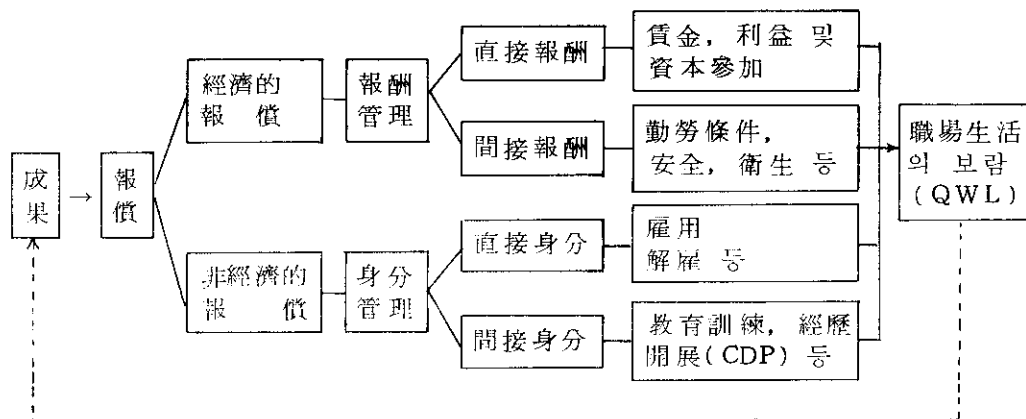 成果
→
報償
經濟的
報 償
報酬
管理
直接報酬
賃金, 利益 및
資本參加
間接報酬
勤勞條件,
安全, 衛生 등
非經濟的
報 償
身分
管理
直接身分
雇用
解雇 등
間接身分
教育訓練, 經歷
開展(CDP) 등
職場生活
의 보람
(QWL)